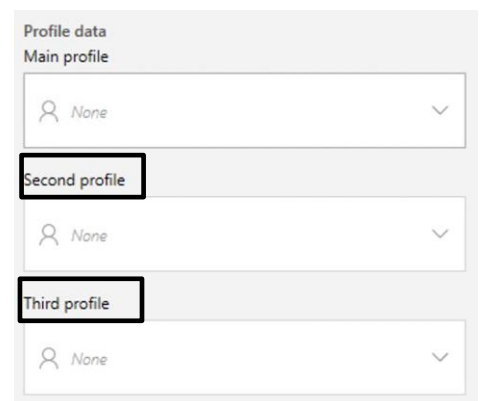 Profile data
Main profile
None
Second profile
None
Third profile
None